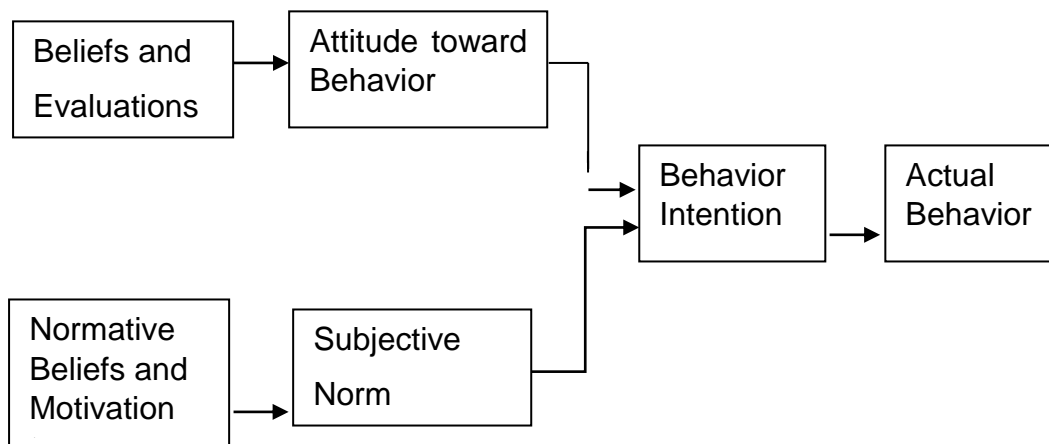 Beliefs and
Evaluations
Attitude toward
Behavior
Behavior
Intention
Actual
Behavior
Normative
Beliefs and
Motivation
Subjective
Norm